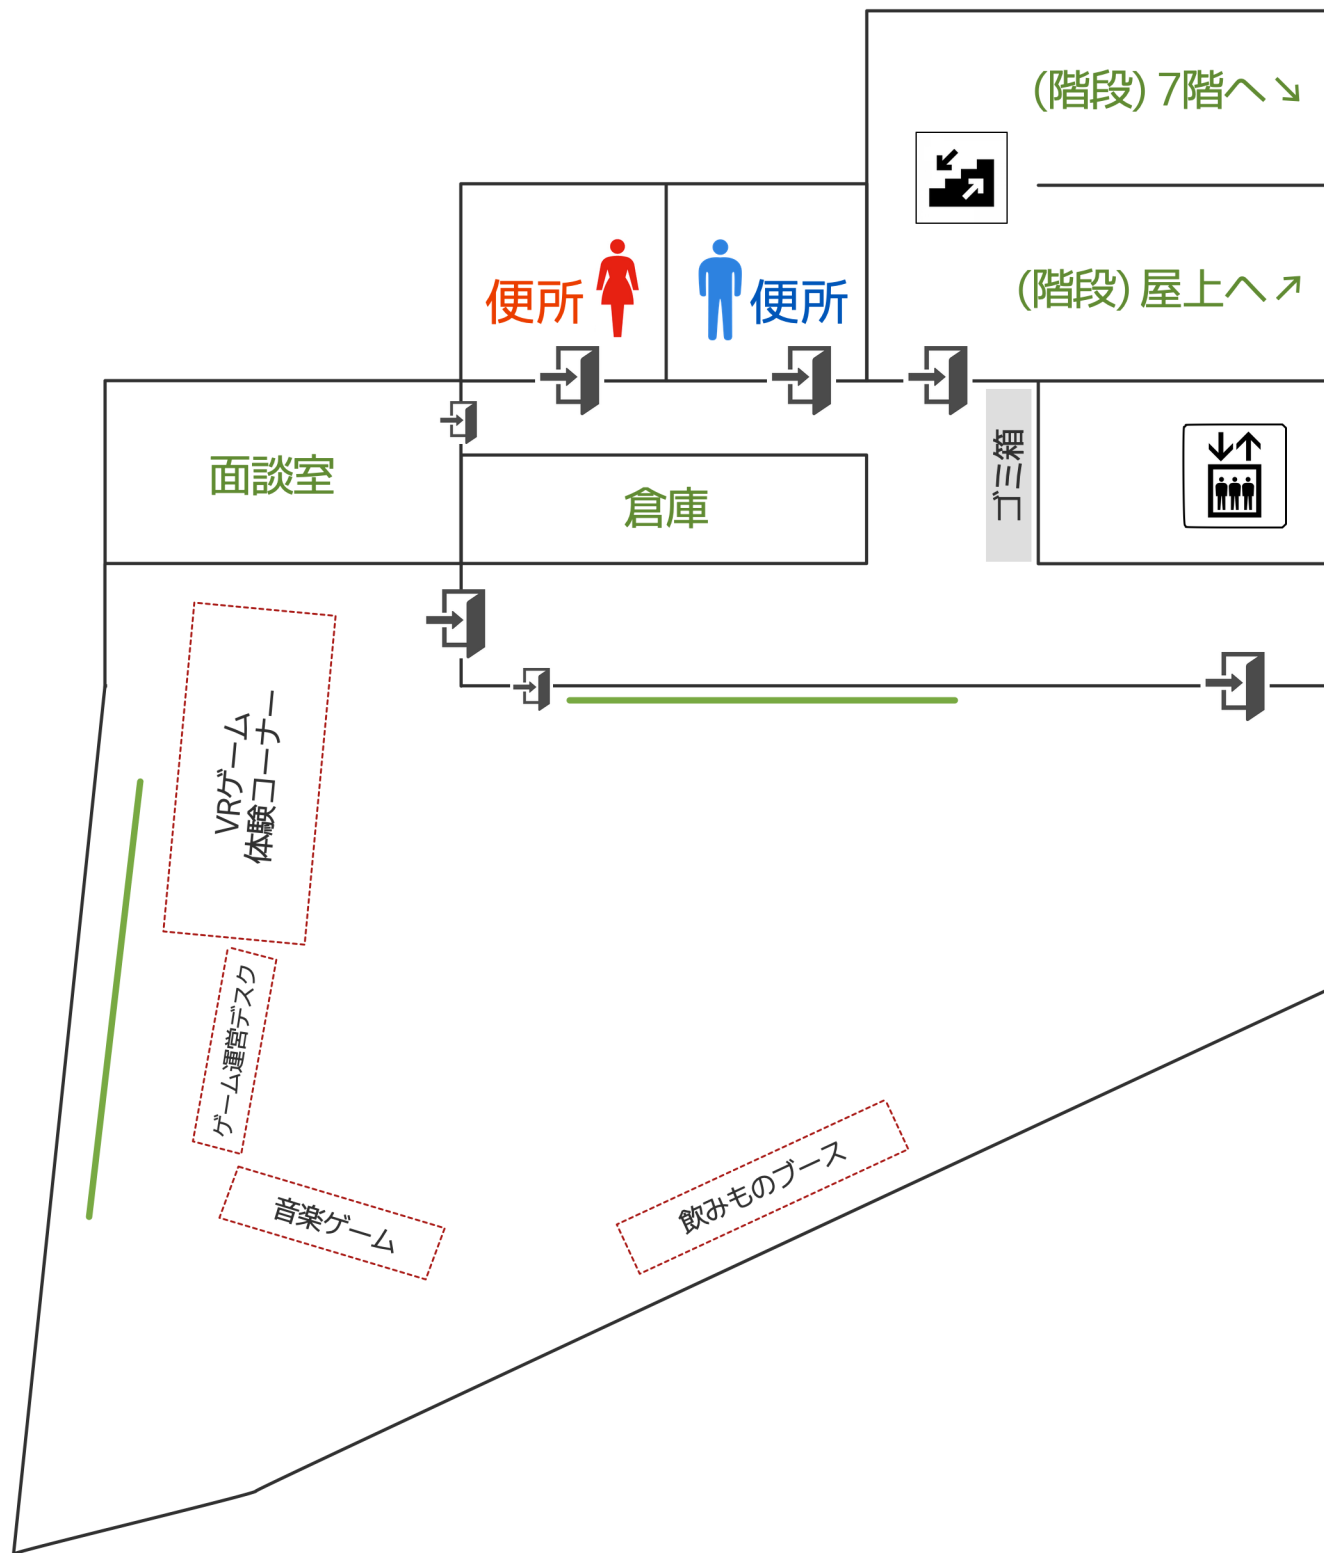 (階段) 7階へ↘
(階段) 屋上へ↗
便所
便所
面談室
倉庫
ゴミ箱
VRゲーム
体験コーナー
ゲーム運営デスク
音楽ゲーム
飲みものブース